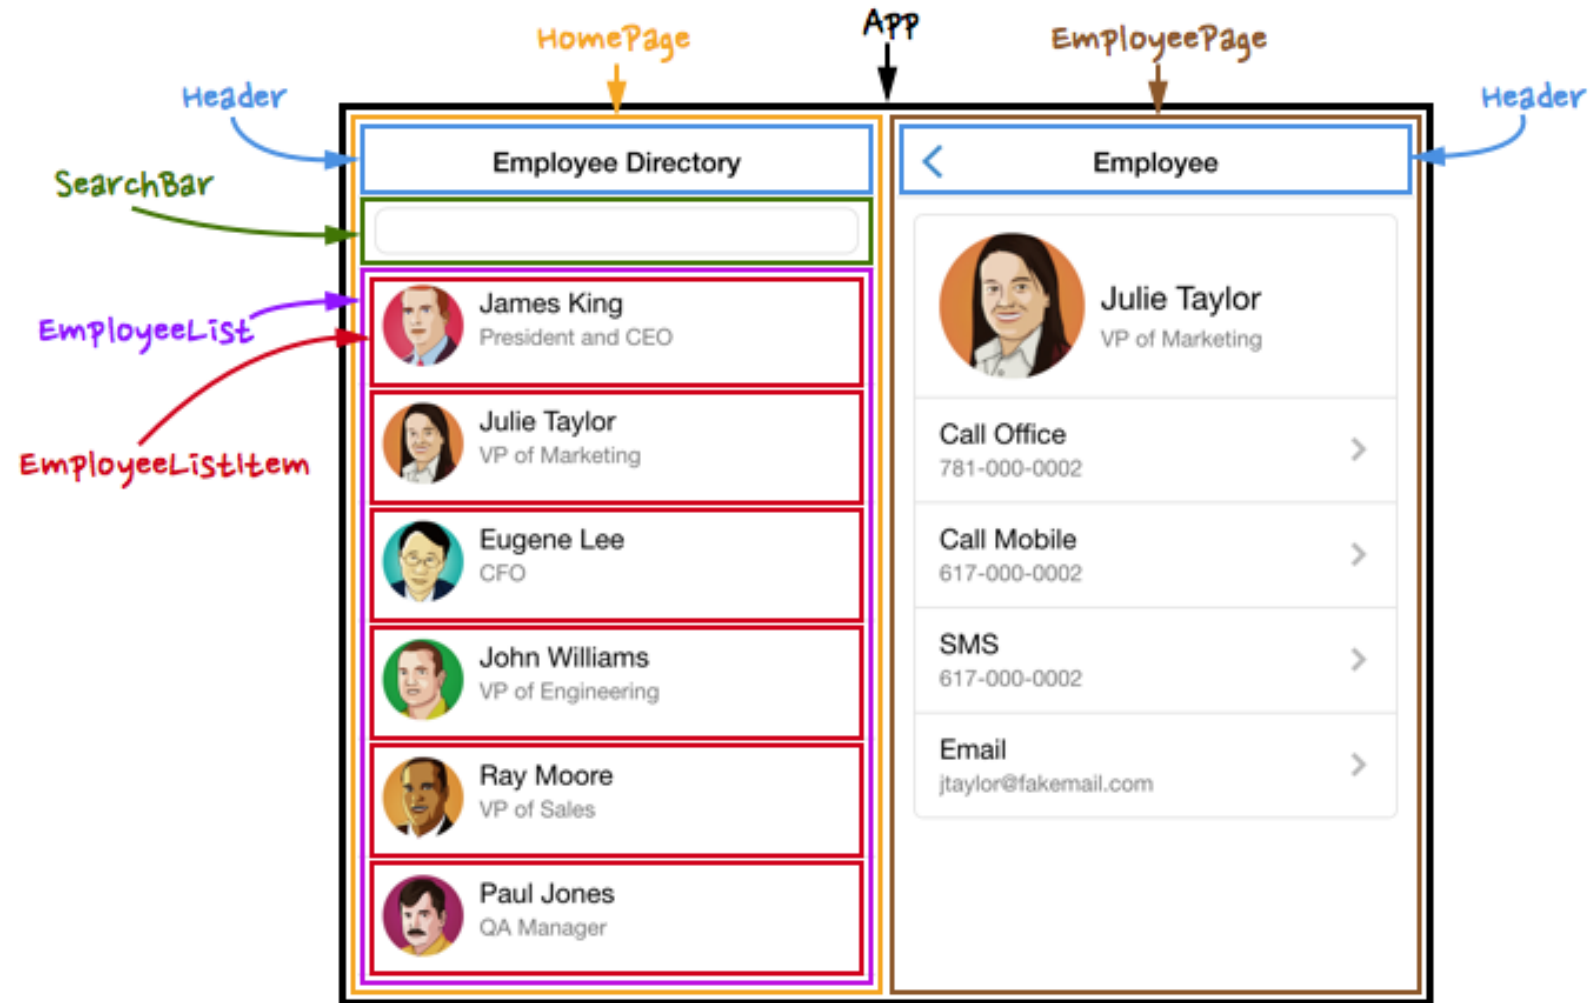 App
HomePage
EmployeePage
Header
Header
SearchBar
EmployeeList
EmployeeListItem
Employee Directory
James King
President and CEO
Julie Taylor
VP of Marketing
Eugene Lee
CFO
John Williams
VP of Engineering
Ray Moore
VP of Sales
Paul Jones
QA Manager
Employee
Julie Taylor
VP of Marketing
Call Office
781-000-0002
Call Mobile
617-000-0002
SMS
617-000-0002
Email
jtaylor@fakemail.com